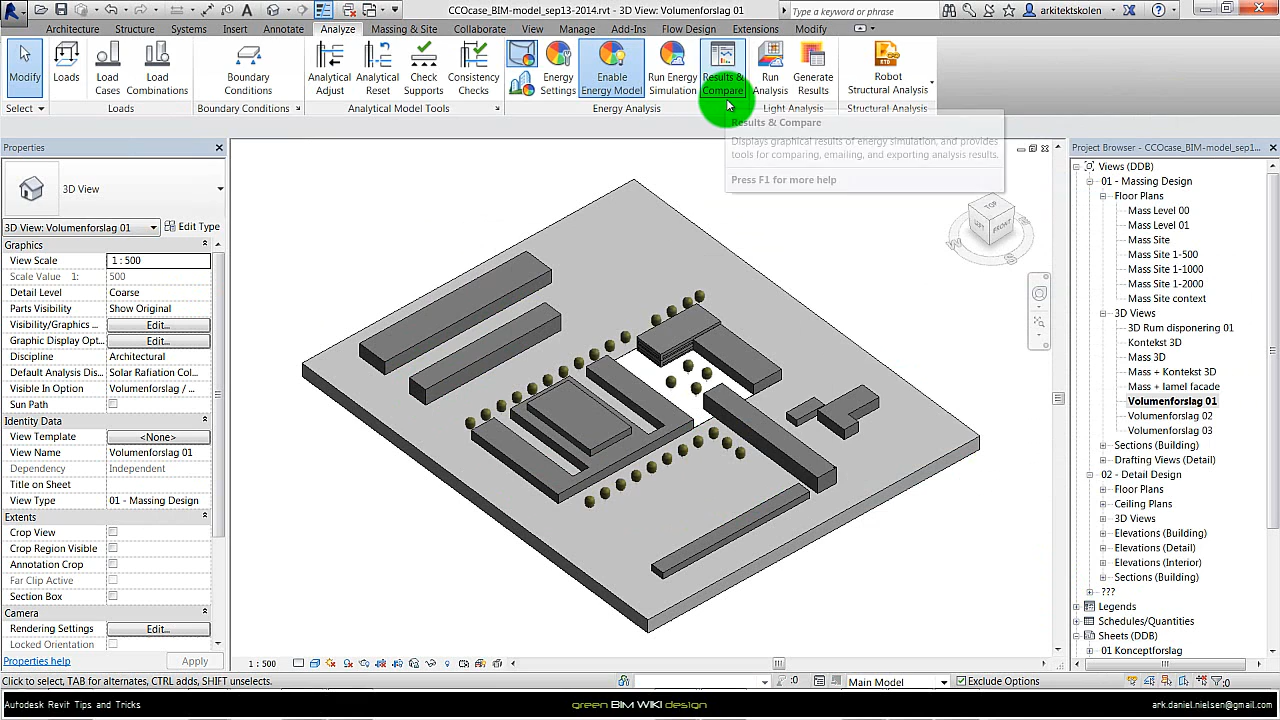 CCOcase_BIM-model_sep13-2014.rvt - 3D View: Volumenforslag 01
Type a keyword or phrase
arkitektskolen
Architecture Structure Systems Insert Annotate Analyze Massing & Site Collaborate View Manage Add-Ins Flow Design Extensions Modify
Modify
Loads
Load Cases
Load Combinations
Boundary Conditions
Analytical Adjust
Analytical Reset
Check Supports
Consistency Checks
Energy Settings
Enable Energy Model
Run Energy Simulation
Results & Compare
Run Analysis
Generate Results
Robot Structural Analysis
Select
Loads
Boundary Conditions
Analytical Model Tools
Energy Analysis
Light Analysis
Structural Analysis
Results & Compare
Displays graphical results of energy simulation, and provides
tools for comparing, emailing, and exporting analysis results.
Press F1 for more help
Properties
3D View
3D View: Volumenforslag 01 Edit Type
Graphics
View Scale 1 : 500
Scale Value 1: 500
Detail Level Coarse
Parts Visibility Show Original
Visibility/Graphics ... Edit...
Graphic Display Opt... Edit...
Discipline Architectural
Default Analysis Dis... Solar Rafiation Col...
Visible In Option Volumenforslag / ...
Sun Path
Identity Data
View Template <None>
View Name Volumenforslag 01
Dependency Independent
Title on Sheet
View Type 01 - Massing Design
Extents
Crop View
Crop Region Visible
Annotation Crop
Far Clip Active
Section Box
Camera
Rendering Settings Edit...
Locked Orientation
Properties help Apply
TOP
LEFT
FRONT
W
S
Project Browser - CCOcase_BIM-model_sep1...
Views (DDB)
01 - Massing Design
Floor Plans
Mass Level 00
Mass Level 01
Mass Site
Mass Site 1-500
Mass Site 1-1000
Mass Site 1-2000
Mass Site context
3D Views
3D Rum disponering 01
Kontekst 3D
Mass 3D
Mass + Kontekst 3D
Mass + lamel facade
Volumenforslag 01
Volumenforslag 02
Volumenforslag 03
Sections (Building)
Drafting Views (Detail)
02 - Detail Design
Floor Plans
Ceiling Plans
3D Views
Elevations (Building)
Elevations (Detail)
Elevations (Interior)
Sections (Building)
???
Legends
Schedules/Quantities
Sheets (DDB)
01 Konceptforslag
1 : 500
Click to select, TAB for alternates, CTRL adds, SHIFT unselects.
:0
Main Model
Exclude Options
:0
Autodesk Revit Tips and Tricks
green BIM WIKI design
ark.daniel.nielsen@gmail.com